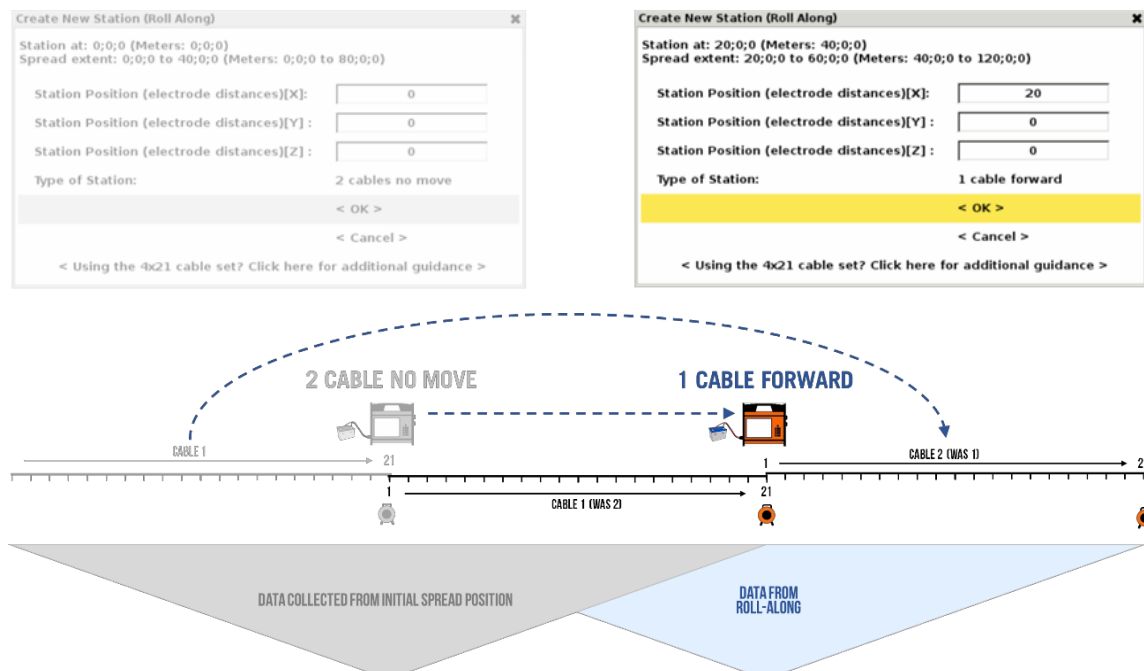 Create New Station (Roll Along)
Station at: 0;0;0 (Meters: 0;0;0)
Spread extent: 0;0;0 to 40;0;0 (Meters: 0;0;0 to 80;0;0)
Station Position (electrode distances)[X]: 0
Station Position (electrode distances)[Y] : 0
Station Position (electrode distances)[Z] : 0
Type of Station: 2 cables no move
< OK >
< Cancel >
< Using the 4x21 cable set? Click here for additional guidance >
Create New Station (Roll Along)
Station at: 20;0;0 (Meters: 40;0;0)
Spread extent: 20;0;0 to 60;0;0 (Meters: 40;0;0 to 120;0;0)
Station Position (electrode distances)[X]: 20
Station Position (electrode distances)[Y] : 0
Station Position (electrode distances)[Z] : 0
Type of Station: 1 cable forward
< OK >
< Cancel >
< Using the 4x21 cable set? Click here for additional guidance >
2 CABLE NO MOVE
1 CABLE FORWARD
CABLE 1
21
1
CABLE 2 (WAS 1)
2
1
CABLE 1 (WAS 2)
21
DATA COLLECTED FROM INITIAL SPREAD POSITION
DATA FROM
ROLL-ALONG